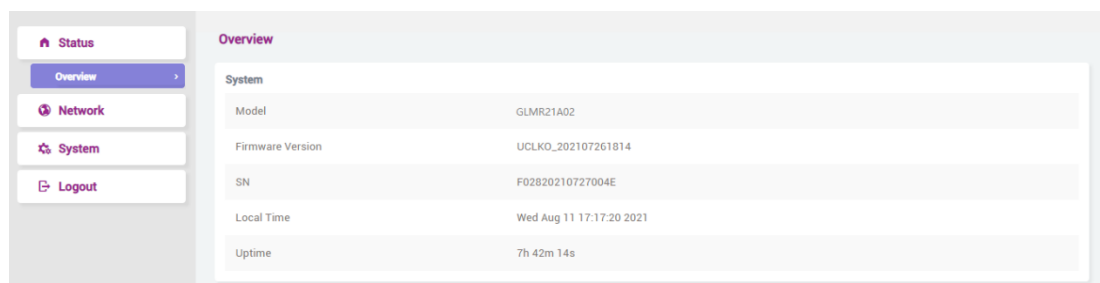 Status
Overview
Network
System
Logout
Overview
System
Model GLMR21A02
Firmware Version UCLKO_202107261814
SN F02820210727004E
Local Time Wed Aug 11 17:17:20 2021
Uptime 7h 42m 14s